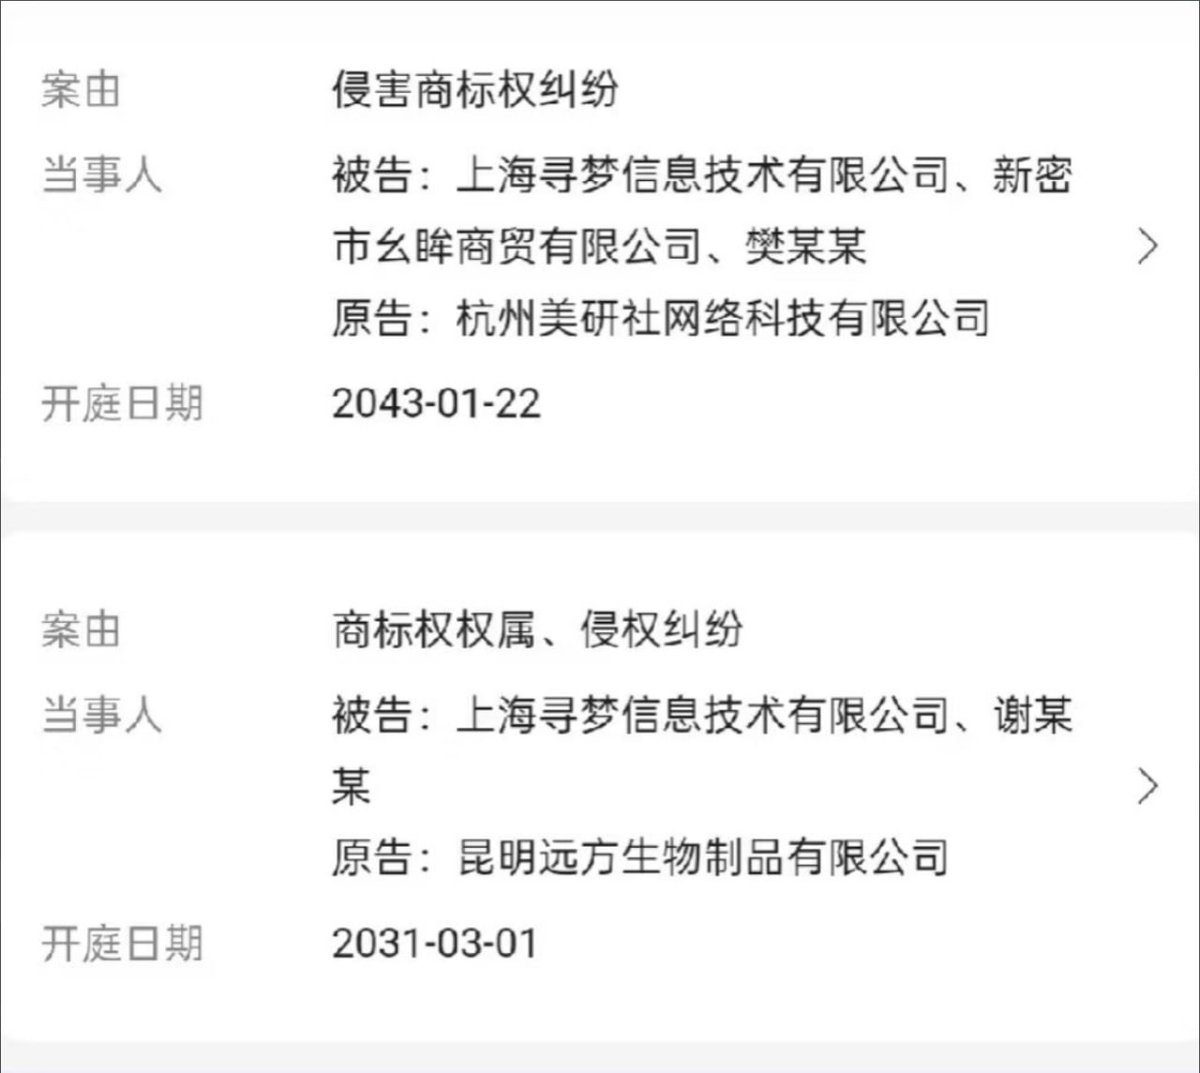 案由 侵害商标权纠纷
当事人 被告：上海寻梦信息技术有限公司、新密
市幺眸商贸有限公司、樊某某
原告：杭州美研社网络科技有限公司
开庭日期 2043-01-22
案由 商标权权属、侵权纠纷
当事人 被告：上海寻梦信息技术有限公司、谢某
某
原告：昆明远方生物制品有限公司
开庭日期 2031-03-01